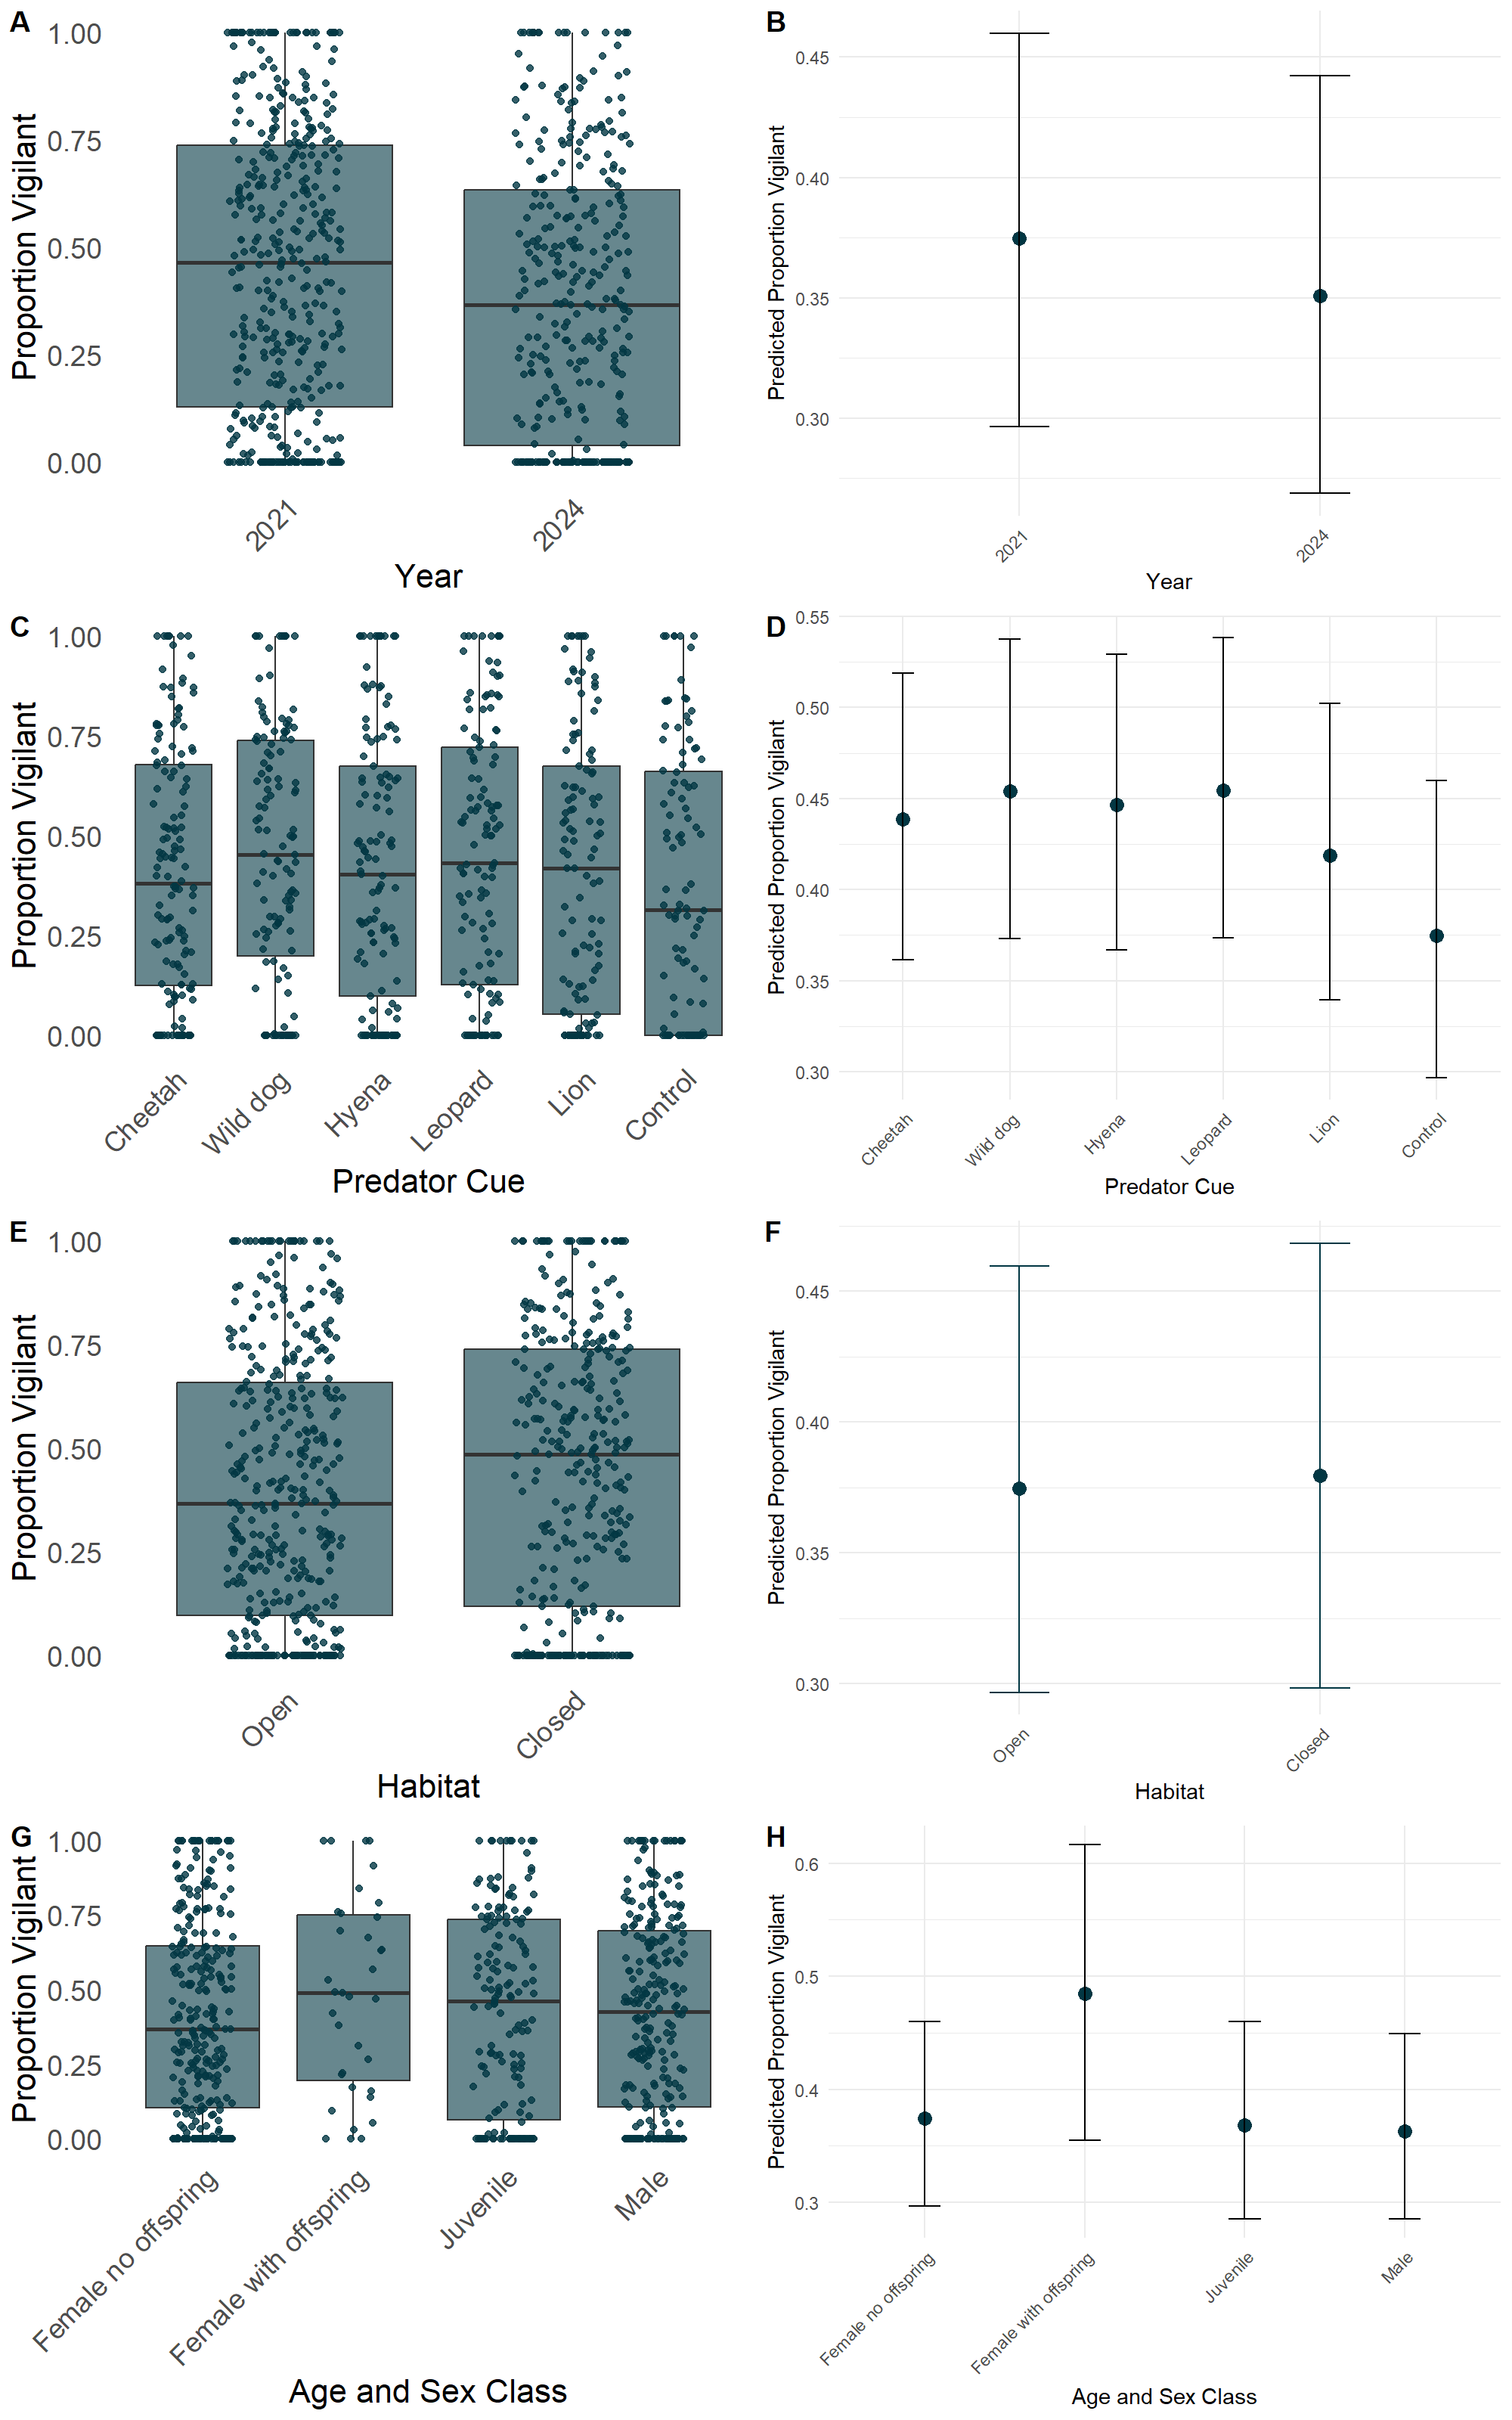 A
1.00
0.75
0.50
0.25
0.00
Proportion Vigilant
2021
2024
Year
B
0.45
0.40
0.35
0.30
Predicted Proportion Vigilant
2021
2024
Year
C
1.00
0.75
0.50
0.25
0.00
Proportion Vigilant
Cheetah
Wild dog
Hyena
Leopard
Lion
Control
Predator Cue
D
0.55
0.50
0.45
0.40
0.35
0.30
Predicted Proportion Vigilant
Cheetah
Wild dog
Hyena
Leopard
Lion
Control
Predator Cue
E
1.00
0.75
0.50
0.25
0.00
Proportion Vigilant
Open
Closed
Habitat
F
0.45
0.40
0.35
0.30
Predicted Proportion Vigilant
Open
Closed
Habitat
G
1.00
0.75
0.50
0.25
0.00
Proportion Vigilant
Female no offspring
Female with offspring
Juvenile
Male
Age and Sex Class
H
0.6
0.5
0.4
0.3
Predicted Proportion Vigilant
Female no offspring
Female with offspring
Juvenile
Male
Age and Sex Class